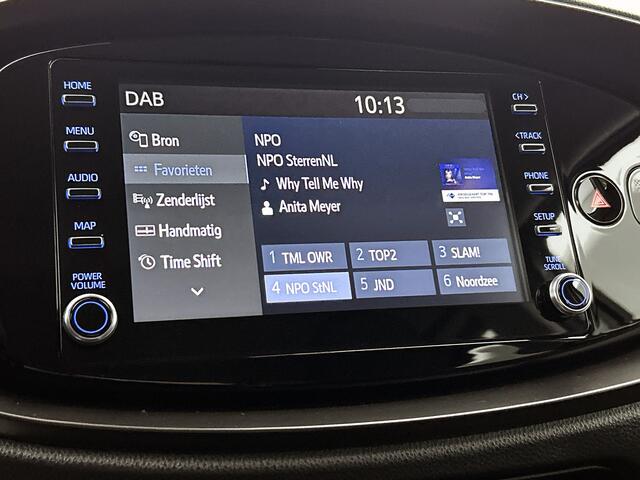 HOME
MENU
AUDIO
MAP
POWER
VOLUME
DAB
10:13
Bron
Favorieten
Zenderlijst
Handmatig
Time Shift
NPO
NPO SterrenNL
Why Tell Me Why
Anita Meyer
1 TML OWR
2 TOP2
3 SLAM!
4 NPO StNL
5 JND
6 Noordzee
CH >
< TRACK
PHONE
SETUP
TUNE
SCROLL